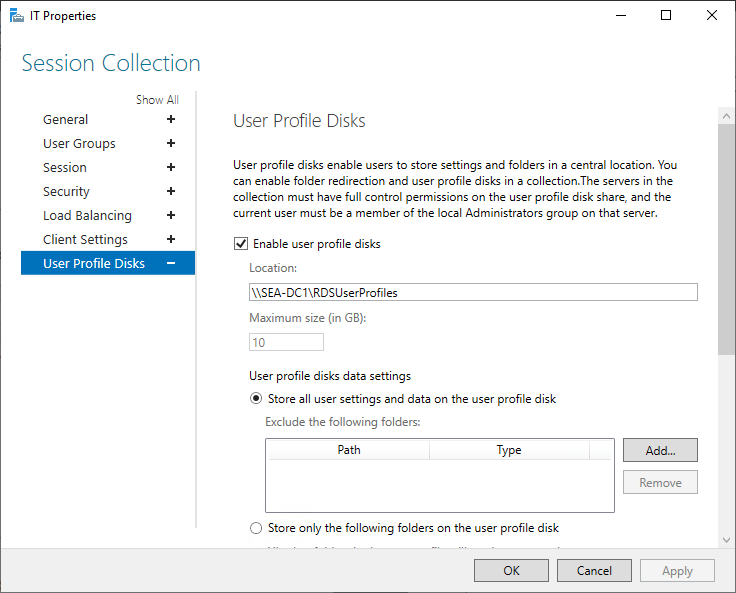 IT Properties
Session Collection
Show All
General +
User Groups +
Session +
Security +
Load Balancing +
Client Settings +
User Profile Disks −
User Profile Disks
User profile disks enable users to store settings and folders in a central location. You
can enable folder redirection and user profile disks in a collection.The servers in the
collection must have full control permissions on the user profile disk share, and the
current user must be a member of the local Administrators group on that server.
Enable user profile disks
Location:
\\SEA-DC1\RDSUserProfiles
Maximum size (in GB):
10
User profile disks data settings
Store all user settings and data on the user profile disk
Exclude the following folders:
Path Type
Add...
Remove
Store only the following folders on the user profile disk
OK Cancel Apply